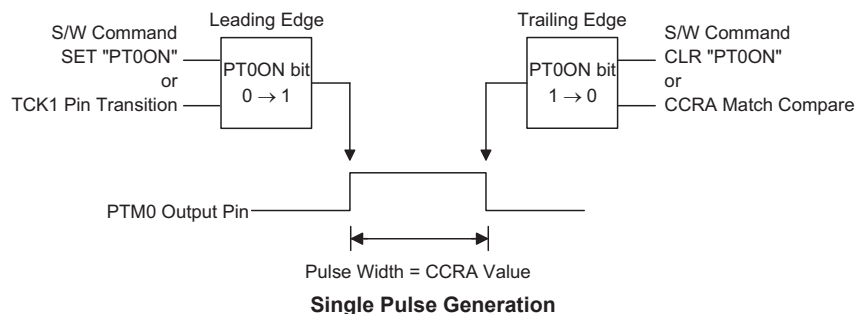 Leading Edge
S/W Command
SET "PT0ON"
or
TCK1 Pin Transition
PT0ON bit
0 → 1
Trailing Edge
PT0ON bit
1 → 0
S/W Command
CLR "PT0ON"
or
CCRA Match Compare
PTM0 Output Pin
Pulse Width = CCRA Value
Single Pulse Generation